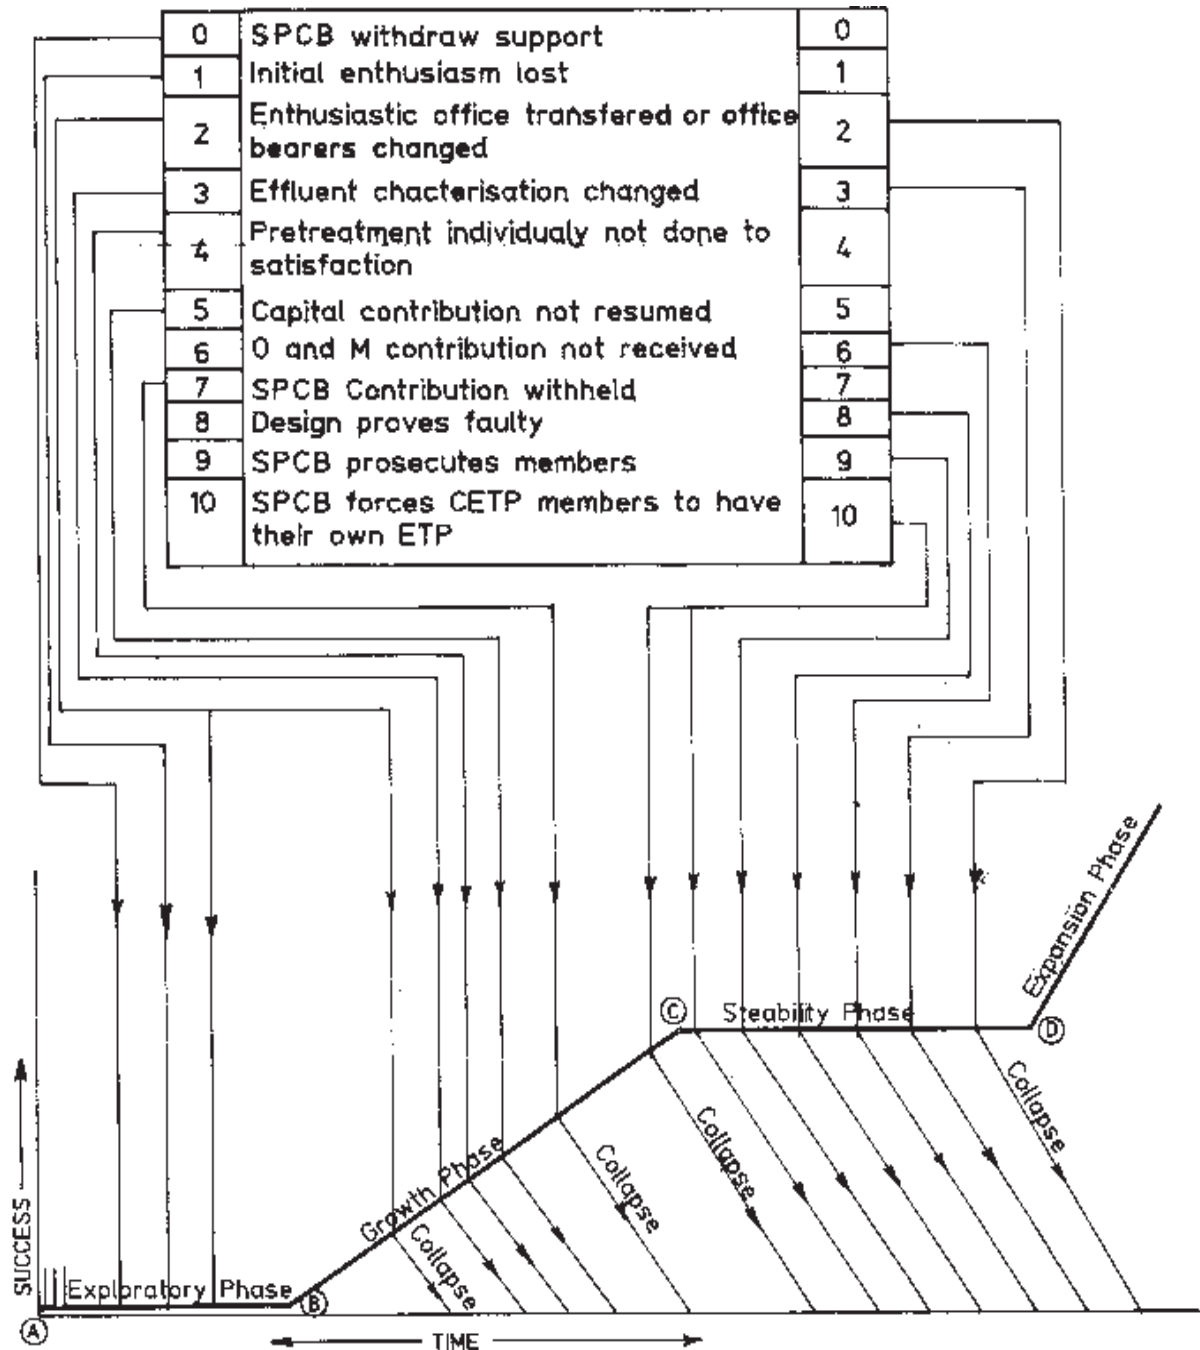 0 SPCB withdraw support 0
1 Initial enthusiasm lost 1
2 Enthusiastic office transfered or office 2
bearers changed
3 Effluent chacterisation changed 3
4 Pretreatment individualy not done to 4
satisfaction
5 Capital contribution not resumed 5
6 O and M contribution not received 6
7 SPCB Contribution withheld 7
8 Design proves faulty 8
9 SPCB prosecutes members 9
10 SPCB forces CETP members to have 10
their own ETP
Expansion Phase
C Steability Phase D
Collapse
Collapse
Collapse
Growth Phase
Collapse
SUCCESS
Exploratory Phase B
A
TIME